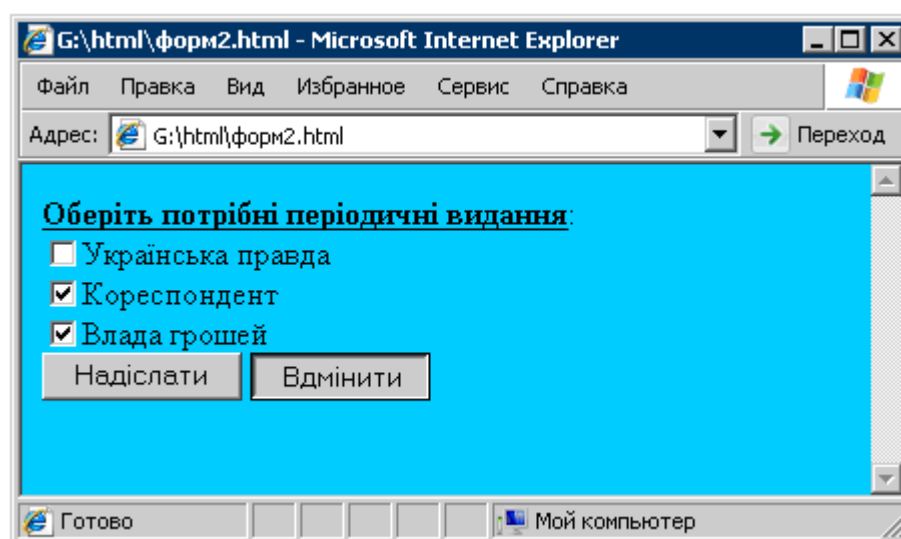 G:\html\форм2.html - Microsoft Internet Explorer
Файл Правка Вид Избранное Сервис Справка
Адрес: G:\html\форм2.html Переход
Оберіть потрібні періодичні видання:
Українська правда
Кореспондент
Влада грошей
Надіслати Вдмінити
Готово Мой компьютер